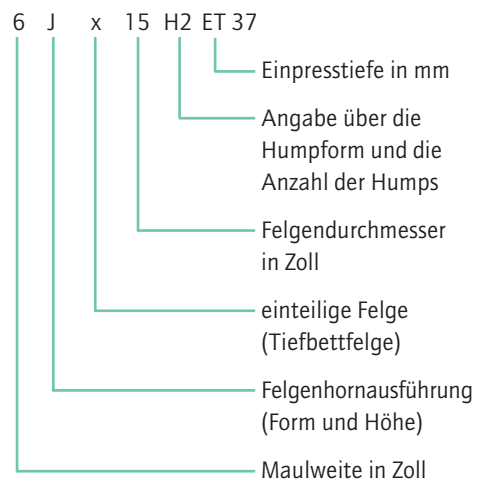 6 J x 15 H2 ET 37
Einpresstiefe in mm
Angabe über die
Humpform und die
Anzahl der Humps
Felgendurchmesser
in Zoll
einteilige Felge
(Tiefbettfelge)
Felgenhornausführung
(Form und Höhe)
Maulweite in Zoll